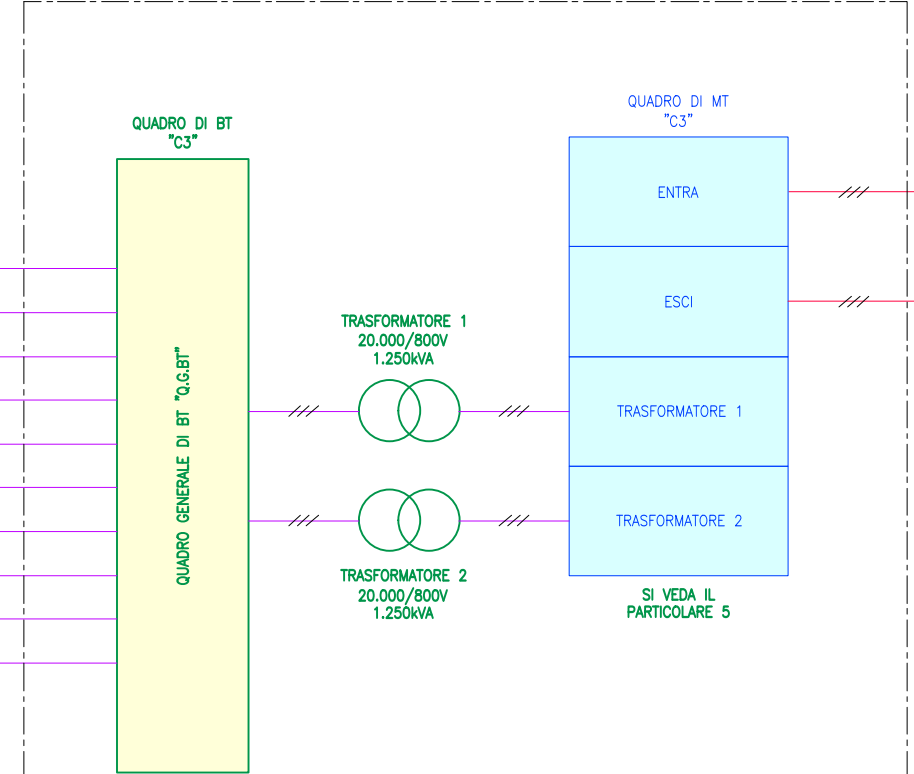 QUADRO DI BT
"C3"
QUADRO GENERALE DI BT "Q.G.BT"
TRASFORMATORE 1
20.000/800V
1.250kVA
TRASFORMATORE 2
20.000/800V
1.250kVA
QUADRO DI MT
"C3"
ENTRA
ESCI
TRASFORMATORE 1
TRASFORMATORE 2
SI VEDA IL
PARTICOLARE 5